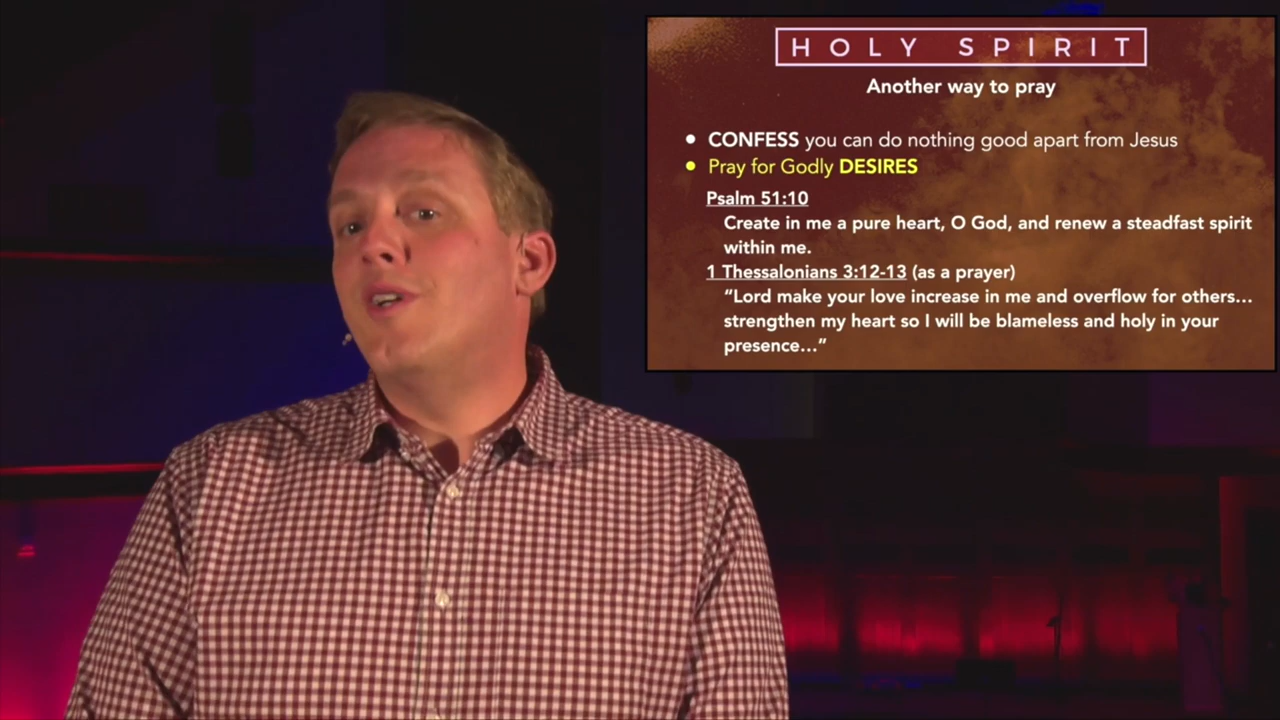 HOLY SPIRIT
Another way to pray
• CONFESS you can do nothing good apart from Jesus
• Pray for Godly DESIRES
Psalm 51:10
Create in me a pure heart, O God, and renew a steadfast spirit
within me.
1 Thessalonians 3:12-13 (as a prayer)
“Lord make your love increase in me and overflow for others…
strengthen my heart so I will be blameless and holy in your
presence…”